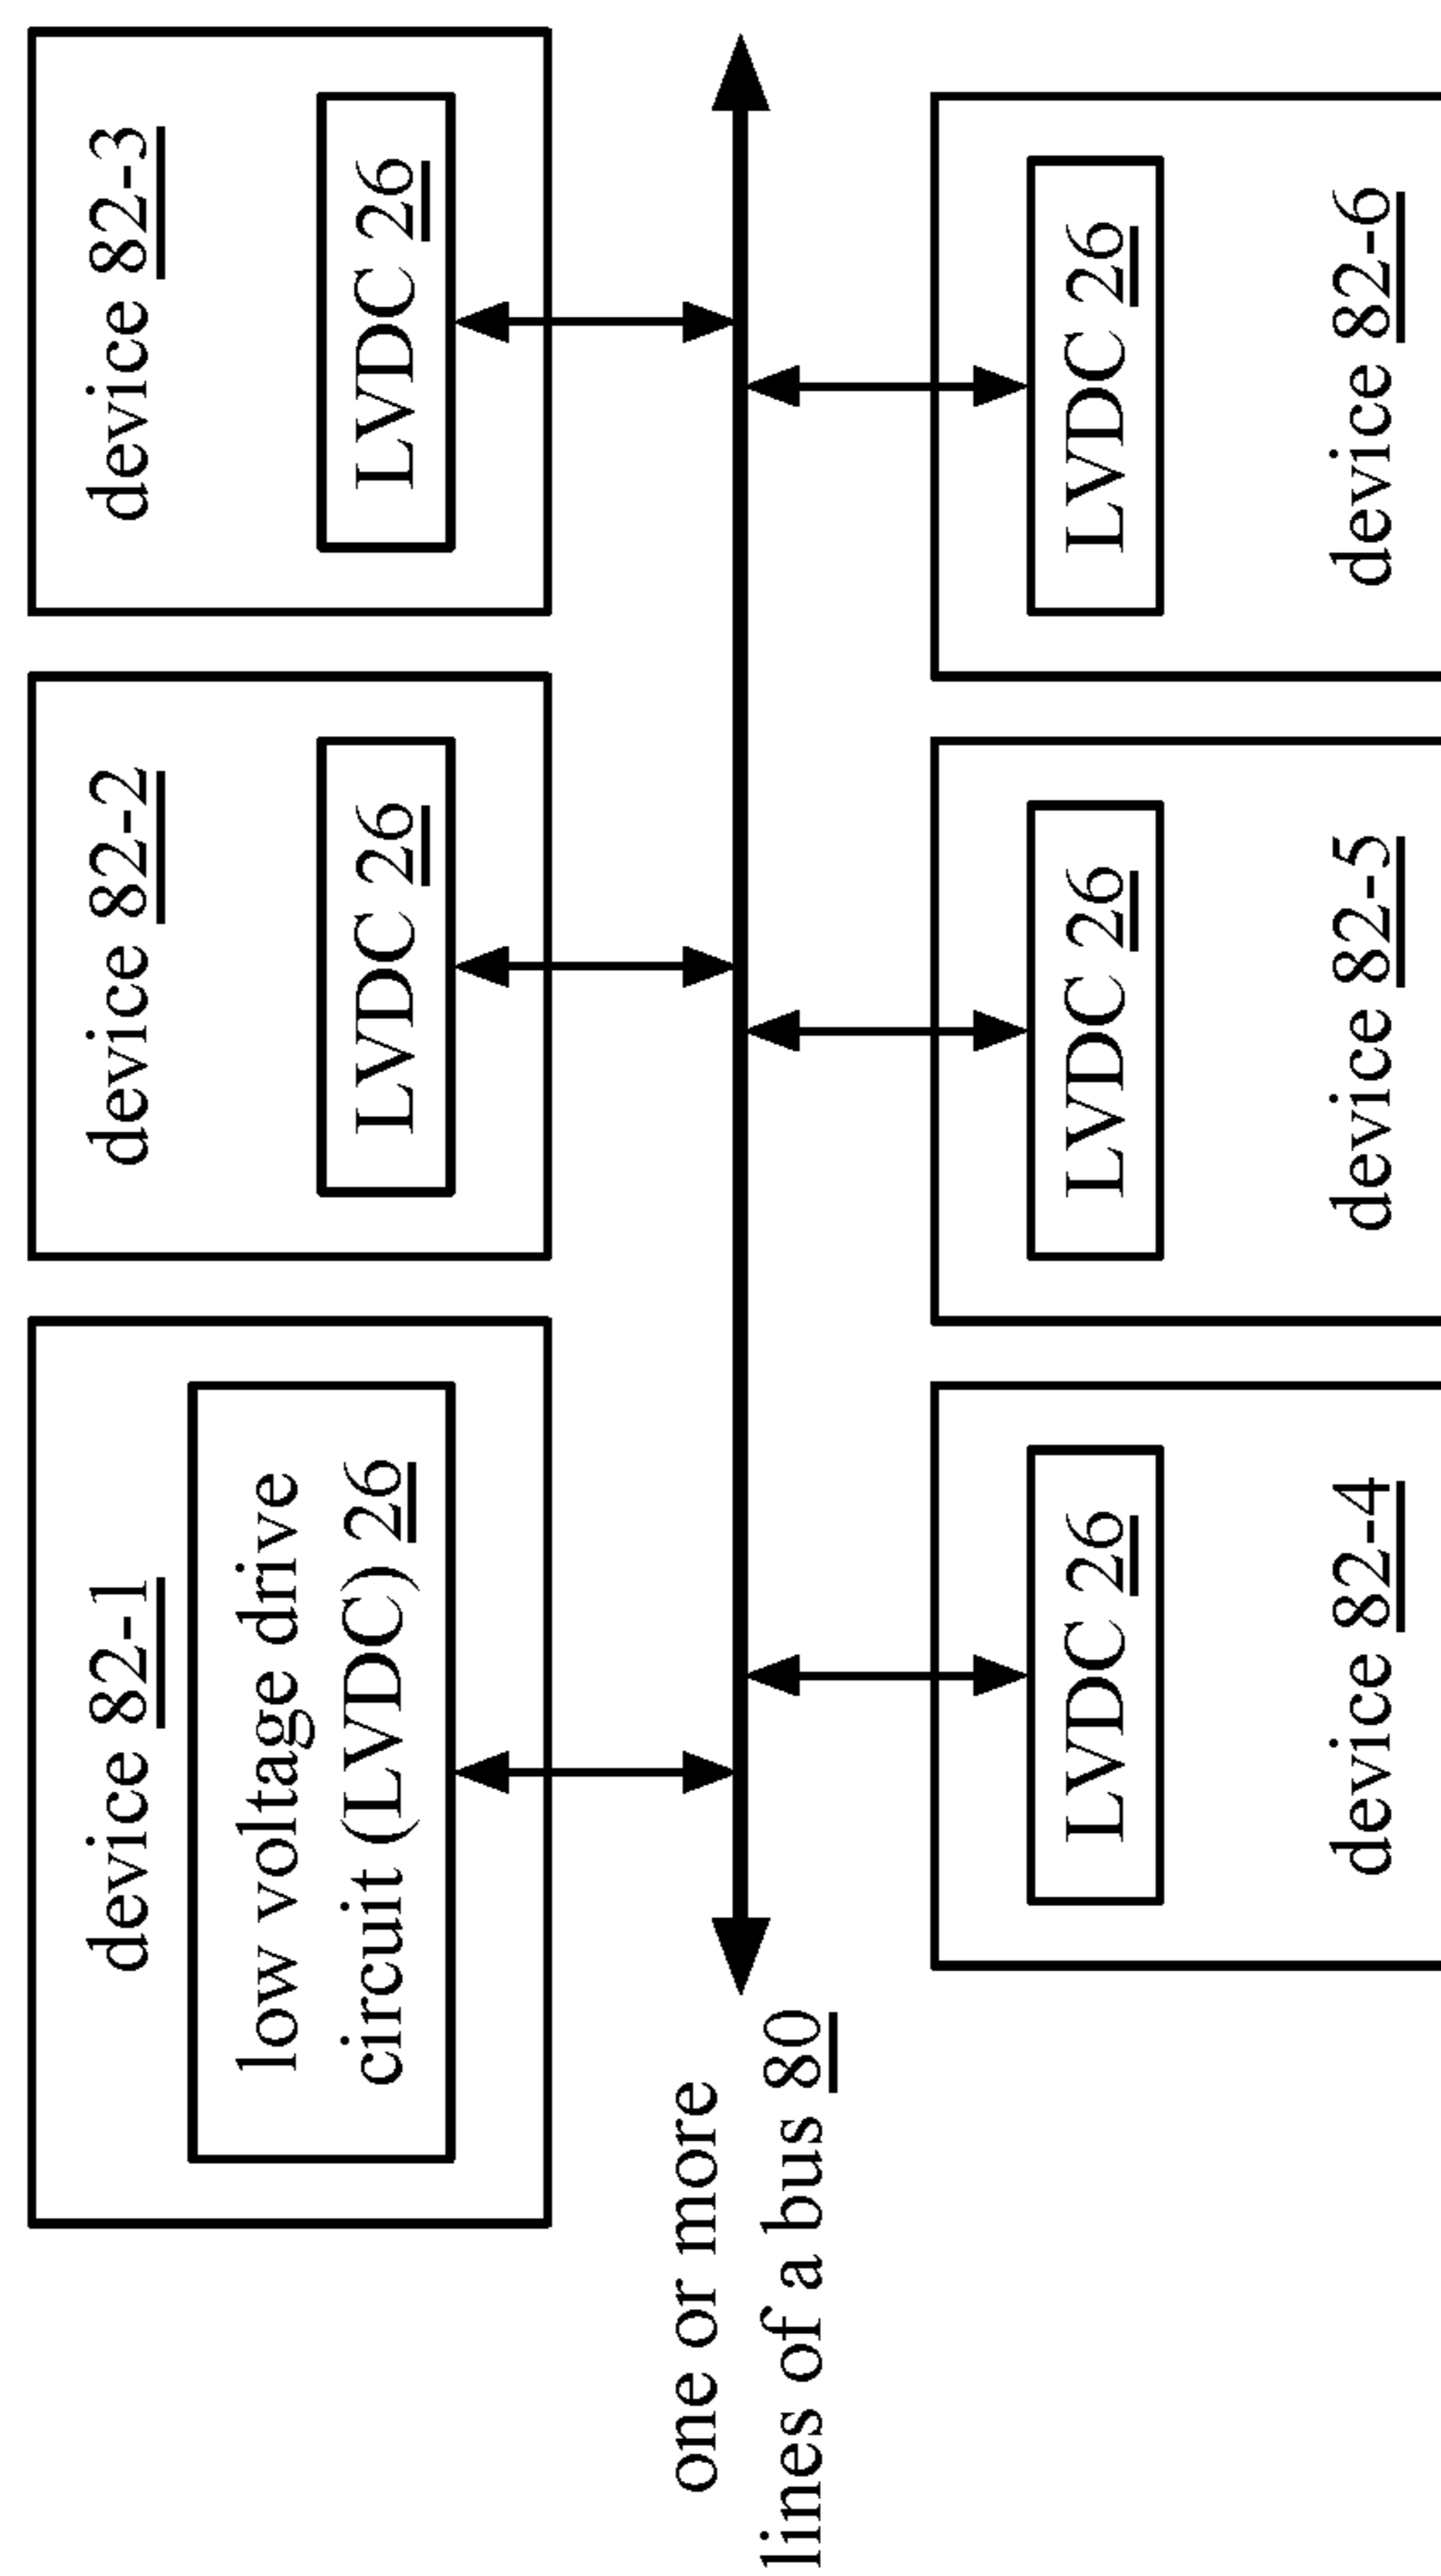 device 82-1
low voltage drive
circuit (LVDC) 26
device 82-2
LVDC 26
device 82-3
LVDC 26
one or more
lines of a bus 80
LVDC 26
device 82-4
LVDC 26
device 82-5
LVDC 26
device 82-6